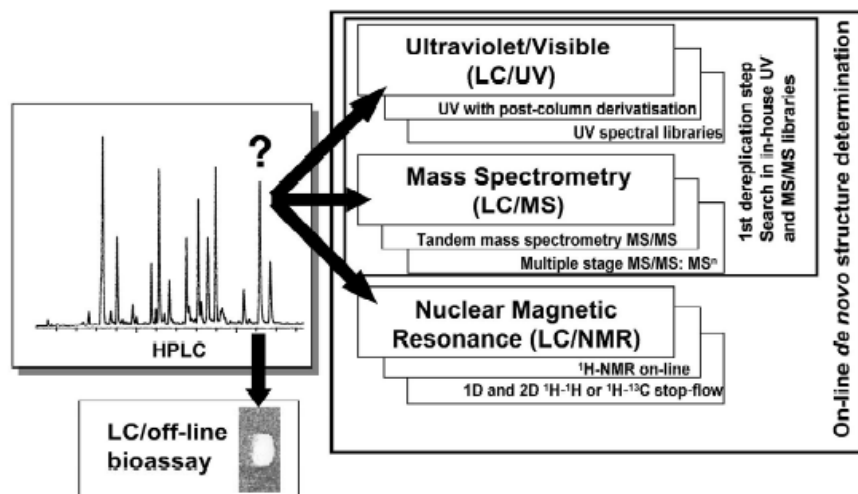 ?
HPLC
LC/off-line
bioassay
Ultraviolet/Visible
(LC/UV)
UV with post-column derivatisation
UV spectral libraries
Mass Spectrometry
(LC/MS)
Tandem mass spectrometry MS/MS
Multiple stage MS/MS: MSⁿ
1st dereplication step
Search in in-house UV
and MS/MS libraries
Nuclear Magnetic
Resonance (LC/NMR)
¹H-NMR on-line
1D and 2D ¹H-¹H or ¹H-¹³C stop-flow
On-line de novo structure determination